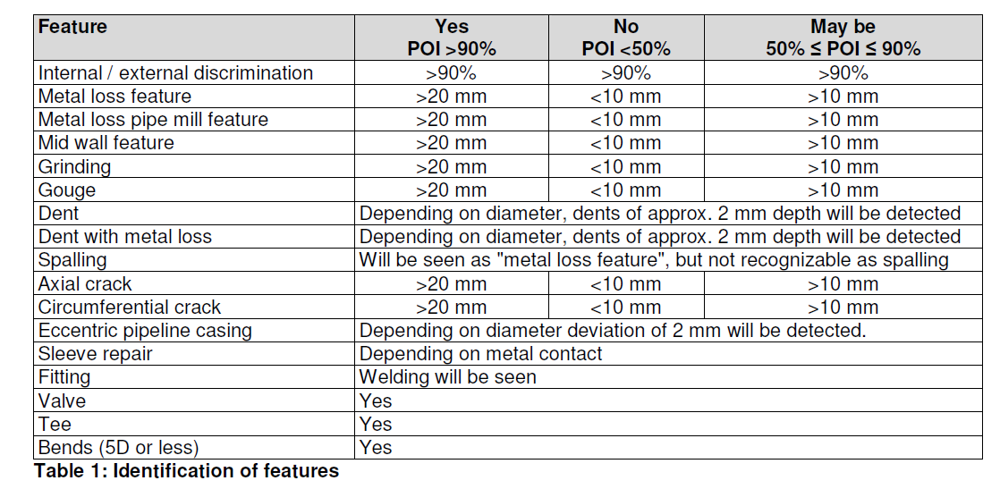 Feature Yes No May be
POI >90% POI <50% 50% ≤ POI ≤ 90%
Internal / external discrimination >90% >90% >90%
Metal loss feature >20 mm <10 mm >10 mm
Metal loss pipe mill feature >20 mm <10 mm >10 mm
Mid wall feature >20 mm <10 mm >10 mm
Grinding >20 mm <10 mm >10 mm
Gouge >20 mm <10 mm >10 mm
Dent Depending on diameter, dents of approx. 2 mm depth will be detected
Dent with metal loss Depending on diameter, dents of approx. 2 mm depth will be detected
Spalling Will be seen as "metal loss feature", but not recognizable as spalling
Axial crack >20 mm <10 mm >10 mm
Circumferential crack >20 mm <10 mm >10 mm
Eccentric pipeline casing Depending on diameter deviation of 2 mm will be detected.
Sleeve repair Depending on metal contact
Fitting Welding will be seen
Valve Yes
Tee Yes
Bends (5D or less) Yes
Table 1: Identification of features